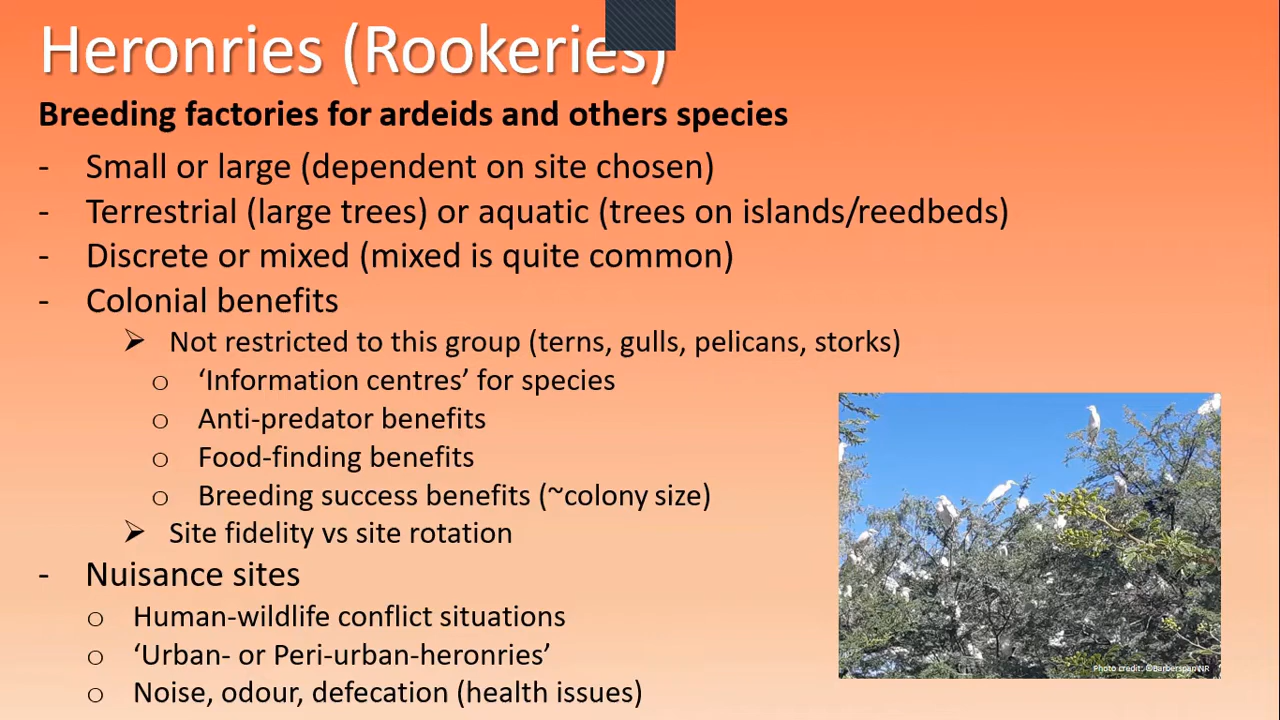 Heronries (Rookeries)
Breeding factories for ardeids and others species
- Small or large (dependent on site chosen)
- Terrestrial (large trees) or aquatic (trees on islands/reedbeds)
- Discrete or mixed (mixed is quite common)
- Colonial benefits
➢ Not restricted to this group (terns, gulls, pelicans, storks)
o ‘Information centres’ for species
o Anti-predator benefits
o Food-finding benefits
o Breeding success benefits (~colony size)
➢ Site fidelity vs site rotation
- Nuisance sites
o Human-wildlife conflict situations
o ‘Urban- or Peri-urban-heronries’
o Noise, odour, defecation (health issues)
Photo credit: ©Barberspan NR